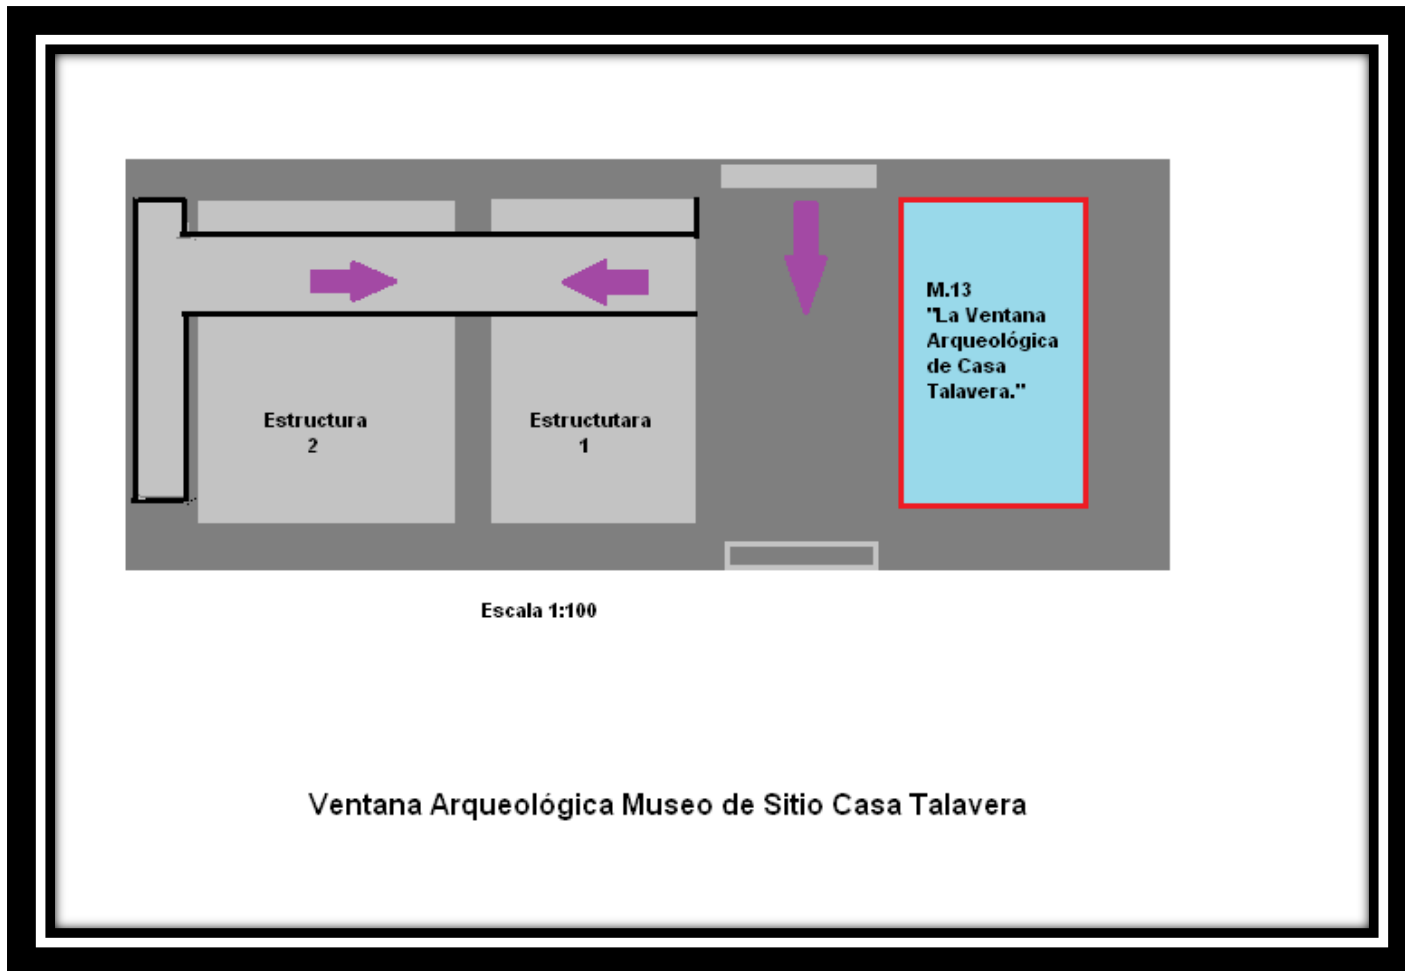 M.13
"La Ventana
Arqueológica
de Casa
Talavera."
Estructura
2
Estructutara
1
Escala 1:100
Ventana Arqueológica Museo de Sitio Casa Talavera